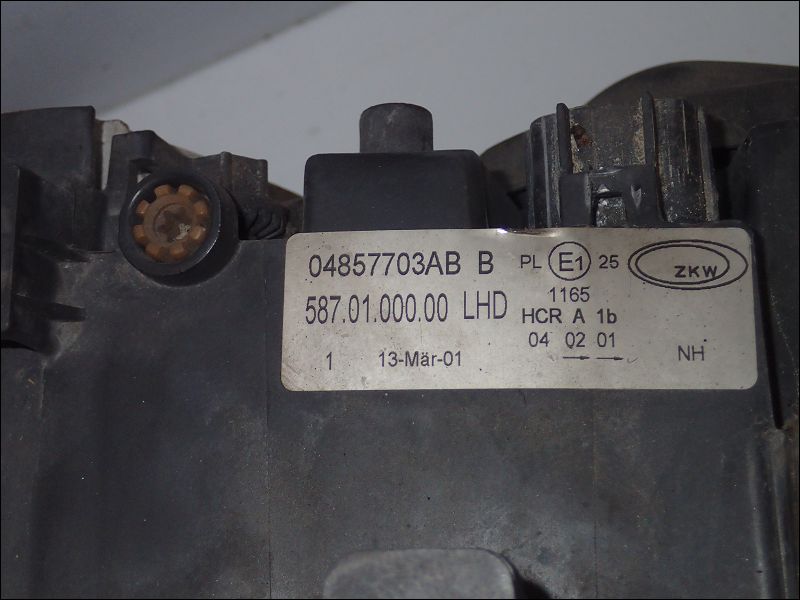 04857703AB B
587.01.000.00 LHD
1 13-Mär-01
PL E1 25
1165
HCR A 1b
04 02 01
ZKW
NH